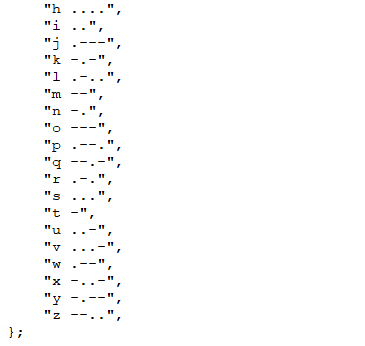 "h ....",
"i ..",
"j .---",
"k -.-",
"l .-..",
"m --",
"n -.",
"o ---",
"p .--.",
"q --.-",
"r .-.",
"s ...",
"t -",
"u ..-",
"v ...-",
"w .--",
"x -..-",
"y -.--",
"z --..",
};